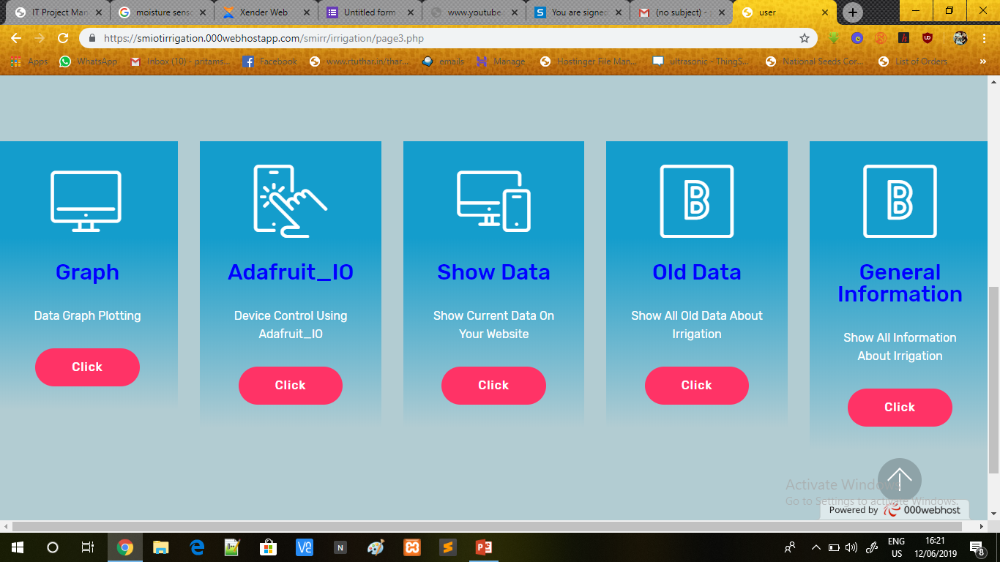 IT Project Man
moisture senso
Xender Web
Untitled form
www.youtube.
You are signed
(no subject) -
user
https://smiotirrigation.000webhostapp.com/smirr/irrigation/page3.php
Apps
WhatsApp
Inbox (10) - pritams...
Facebook
www.rtuthar.in/thar...
emails
Manage
Hostinger File Man...
ultrasonic - ThingS...
National Seeds Cor...
List of Orders
»
Graph
Data Graph Plotting
Click
Adafruit_IO
Device Control Using
Adafruit_IO
Click
Show Data
Show Current Data On
Your Website
Click
B
Old Data
Show All Old Data About
Irrigation
Click
B
General
Information
Show All Information
About Irrigation
Click
Activate Windows
Go to Settings to activate Windows.
Powered by 000webhost
ENG
US
16:21
12/06/2019
8